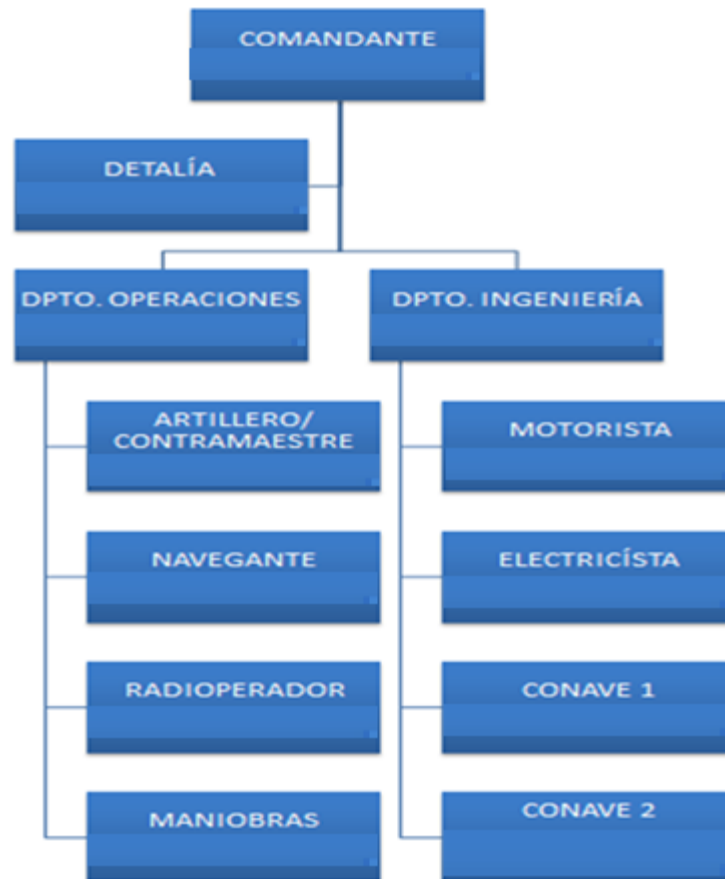 COMANDANTE
DETALÍA
DPTO. OPERACIONES
DPTO. INGENIERÍA
ARTILLERO/
CONTRAMAESTRE
MOTORISTA
NAVEGANTE
ELECTRICÍSTA
RADIOPERADOR
CONAVE 1
MANIOBRAS
CONAVE 2